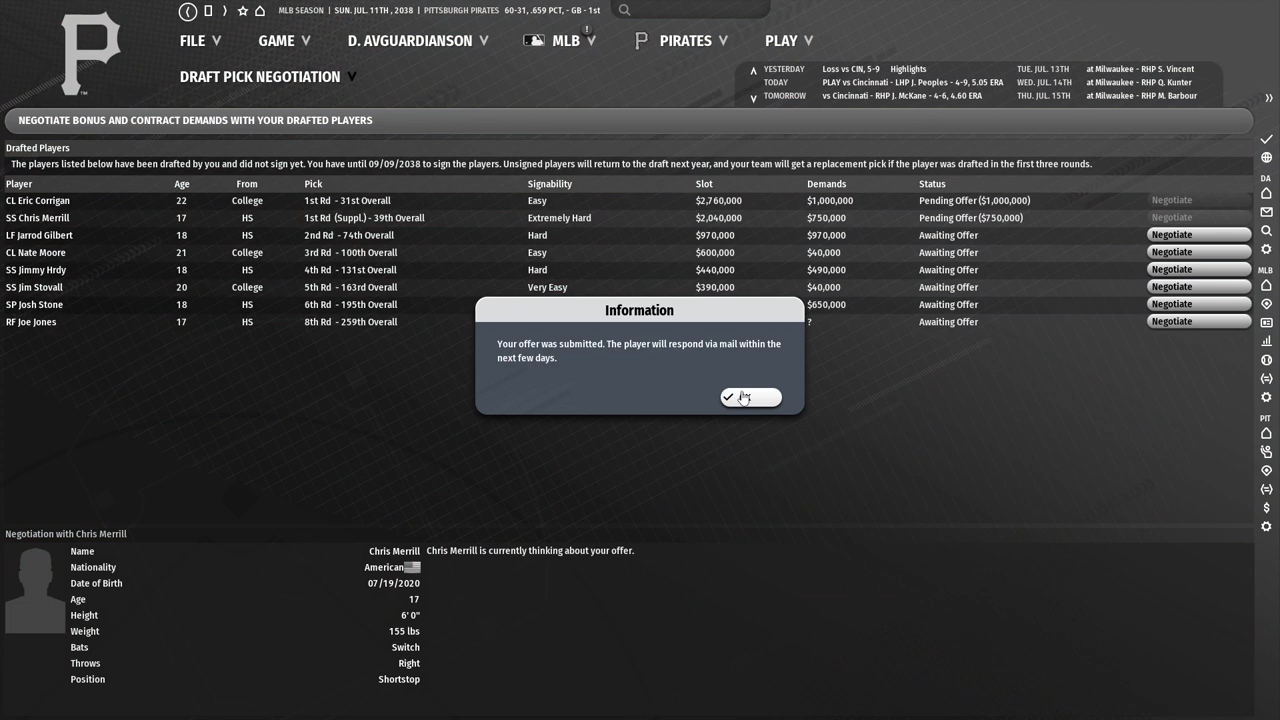 MLB SEASON | SUN. JUL. 11TH , 2038 | PITTSBURGH PIRATES 60-31, .659 PCT, - GB - 1st
P
TM
FILE GAME D. AVGUARDIANSON MLB ! PIRATES PLAY
DRAFT PICK NEGOTIATION
YESTERDAY Loss vs CIN, 5-9 Highlights TUE. JUL. 13TH at Milwaukee - RHP S. Vincent
TODAY PLAY vs Cincinnati - LHP J. Peoples - 4-9, 5.05 ERA WED. JUL. 14TH at Milwaukee - RHP Q. Kunter
TOMORROW vs Cincinnati - RHP J. McKane - 4-6, 4.60 ERA THU. JUL. 15TH at Milwaukee - RHP M. Barbour
NEGOTIATE BONUS AND CONTRACT DEMANDS WITH YOUR DRAFTED PLAYERS
Drafted Players
The players listed below have been drafted by you and did not sign yet. You have until 09/09/2038 to sign the players. Unsigned players will return to the draft next year, and your team will get a replacement pick if the player was drafted in the first three rounds.
Player Age From Pick Signability Slot Demands Status
CL Eric Corrigan 22 College 1st Rd - 31st Overall Easy $2,760,000 $1,000,000 Pending Offer ($1,000,000) Negotiate
SS Chris Merrill 17 HS 1st Rd (Suppl.) - 39th Overall Extremely Hard $2,040,000 $750,000 Pending Offer ($750,000) Negotiate
LF Jarrod Gilbert 18 HS 2nd Rd - 74th Overall Hard $970,000 $970,000 Awaiting Offer Negotiate
CL Nate Moore 21 College 3rd Rd - 100th Overall Easy $600,000 $40,000 Awaiting Offer Negotiate
SS Jimmy Hrdy 18 HS 4th Rd - 131st Overall Hard $440,000 $490,000 Awaiting Offer Negotiate
SS Jim Stovall 20 College 5th Rd - 163rd Overall Very Easy $390,000 $40,000 Awaiting Offer Negotiate
SP Josh Stone 18 HS 6th Rd - 195th Overall $650,000 Awaiting Offer Negotiate
RF Joe Jones 17 HS 8th Rd - 259th Overall ? Awaiting Offer Negotiate
Information
Your offer was submitted. The player will respond via mail within the
next few days.
DA
MLB
PIT
Negotiation with Chris Merrill
Name Chris Merrill Chris Merrill is currently thinking about your offer.
Nationality American
Date of Birth 07/19/2020
Age 17
Height 6' 0"
Weight 155 lbs
Bats Switch
Throws Right
Position Shortstop